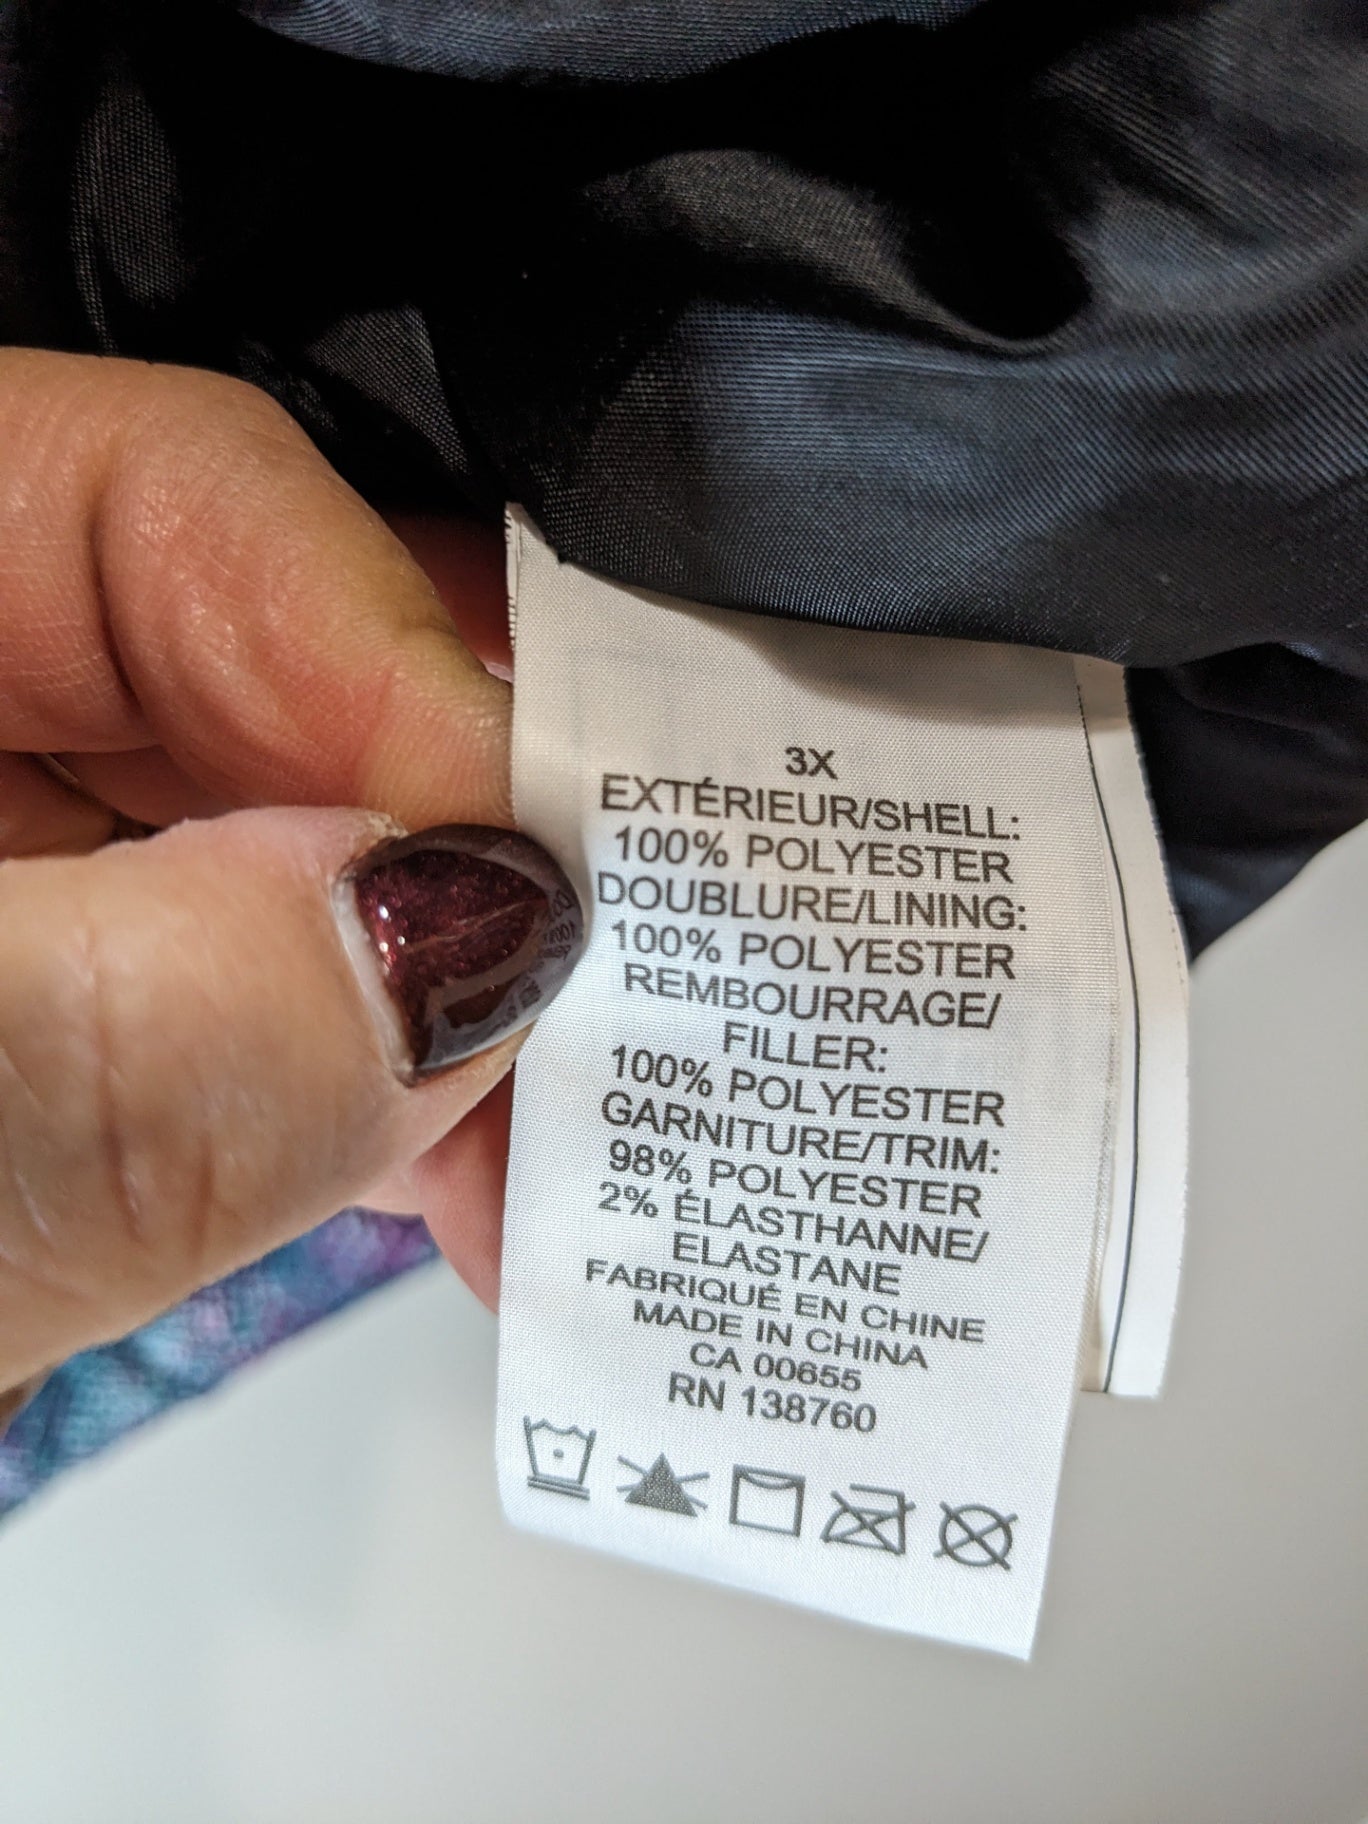 3X
EXTÉRIEUR/SHELL:
100% POLYESTER
DOUBLURE/LINING:
100% POLYESTER
REMBOURRAGE/
FILLER:
100% POLYESTER
GARNITURE/TRIM:
98% POLYESTER
2% ÉLASTHANNE/
ELASTANE
FABRIQUÉ EN CHINE
MADE IN CHINA
CA 00655
RN 138760